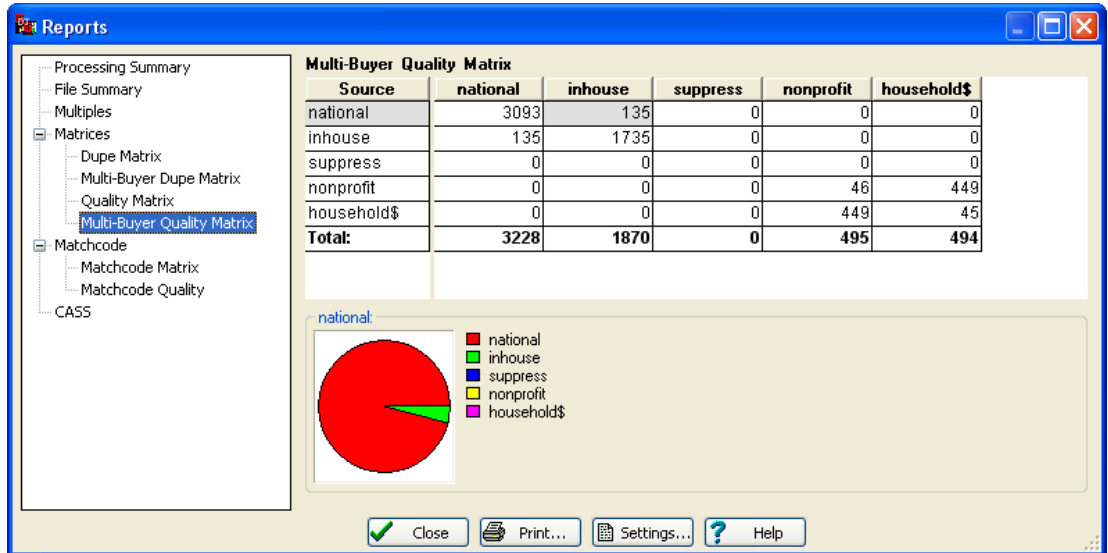 Reports
Processing Summary
File Summary
Multiples
Matrices
Dupe Matrix
Multi-Buyer Dupe Matrix
Quality Matrix
Multi-Buyer Quality Matrix
Matchcode
Matchcode Matrix
Matchcode Quality
CASS
Multi-Buyer Quality Matrix
Source national inhouse suppress nonprofit household$
national 3093 135 0 0 0
inhouse 135 1735 0 0 0
suppress 0 0 0 0 0
nonprofit 0 0 0 46 449
household$ 0 0 0 449 45
Total: 3228 1870 0 495 494
national:
national
inhouse
suppress
nonprofit
household$
Close Print... Settings... Help